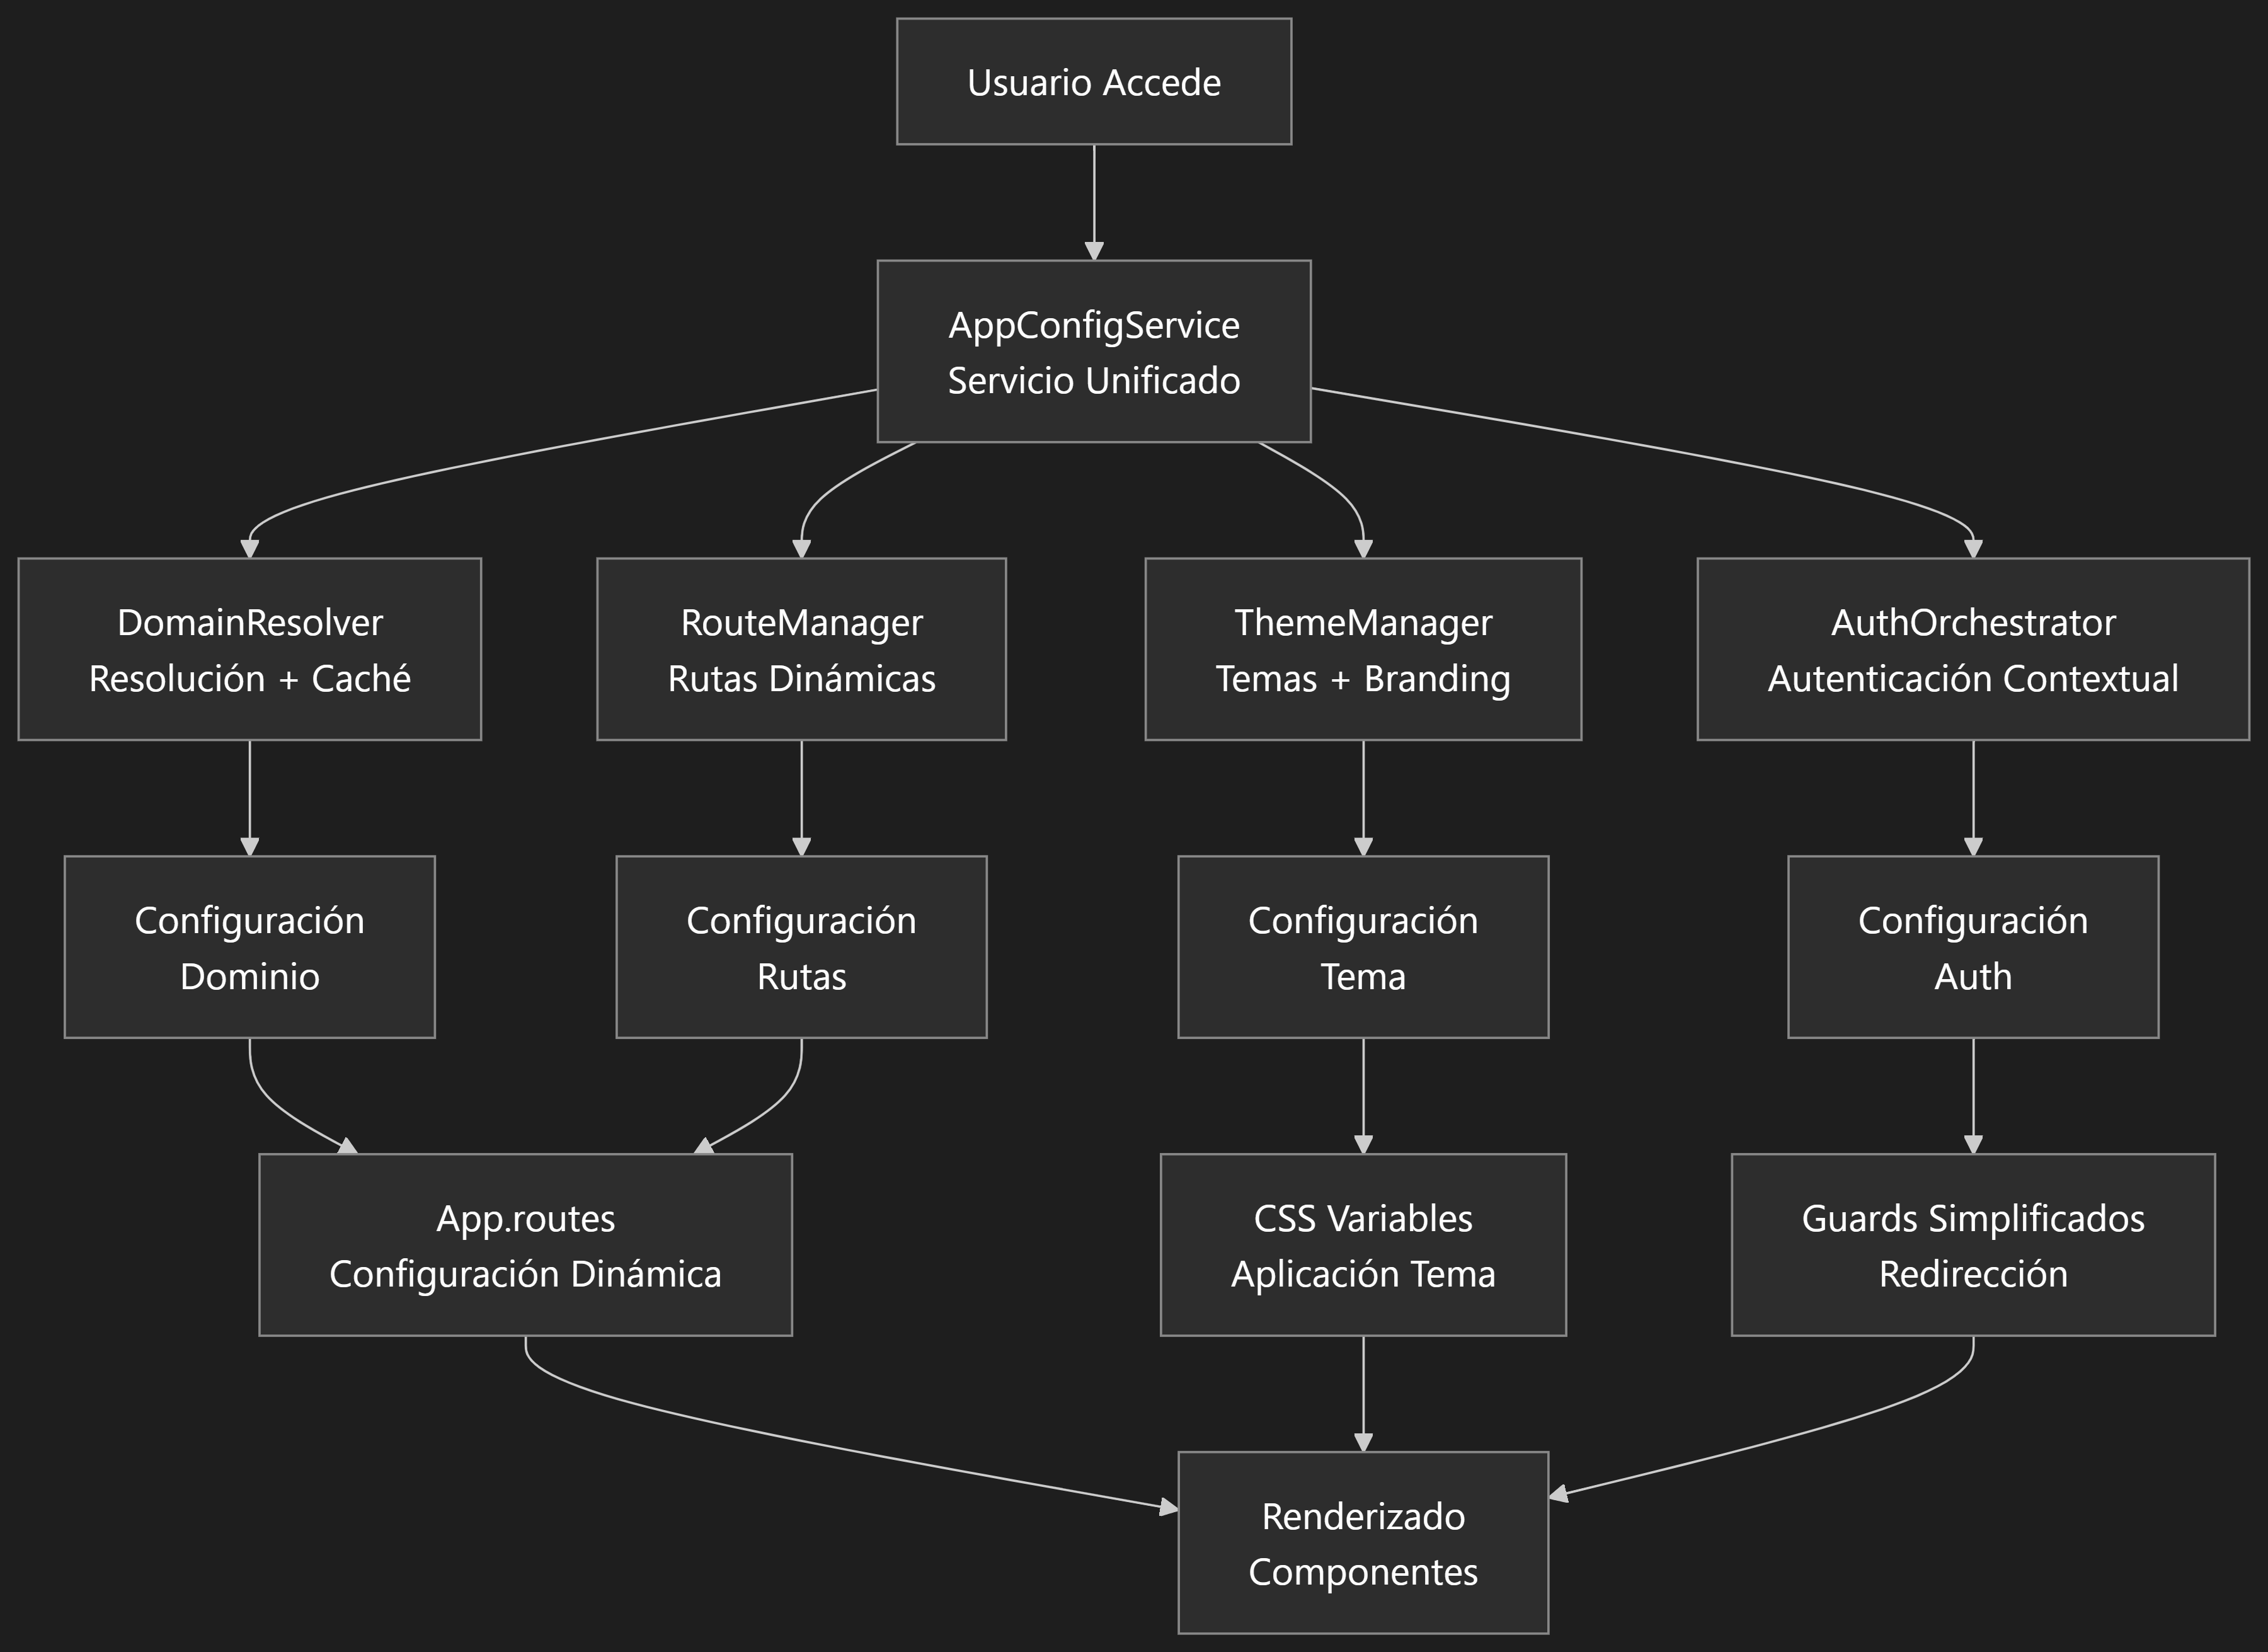 Usuario Accede
AppConfigService
Servicio Unificado
DomainResolver
Resolución + Caché
RouteManager
Rutas Dinámicas
ThemeManager
Temas + Branding
AuthOrchestrator
Autenticación Contextual
Configuración
Dominio
Configuración
Rutas
Configuración
Tema
Configuración
Auth
App.routes
Configuración Dinámica
CSS Variables
Aplicación Tema
Guards Simplificados
Redirección
Renderizado
Componentes